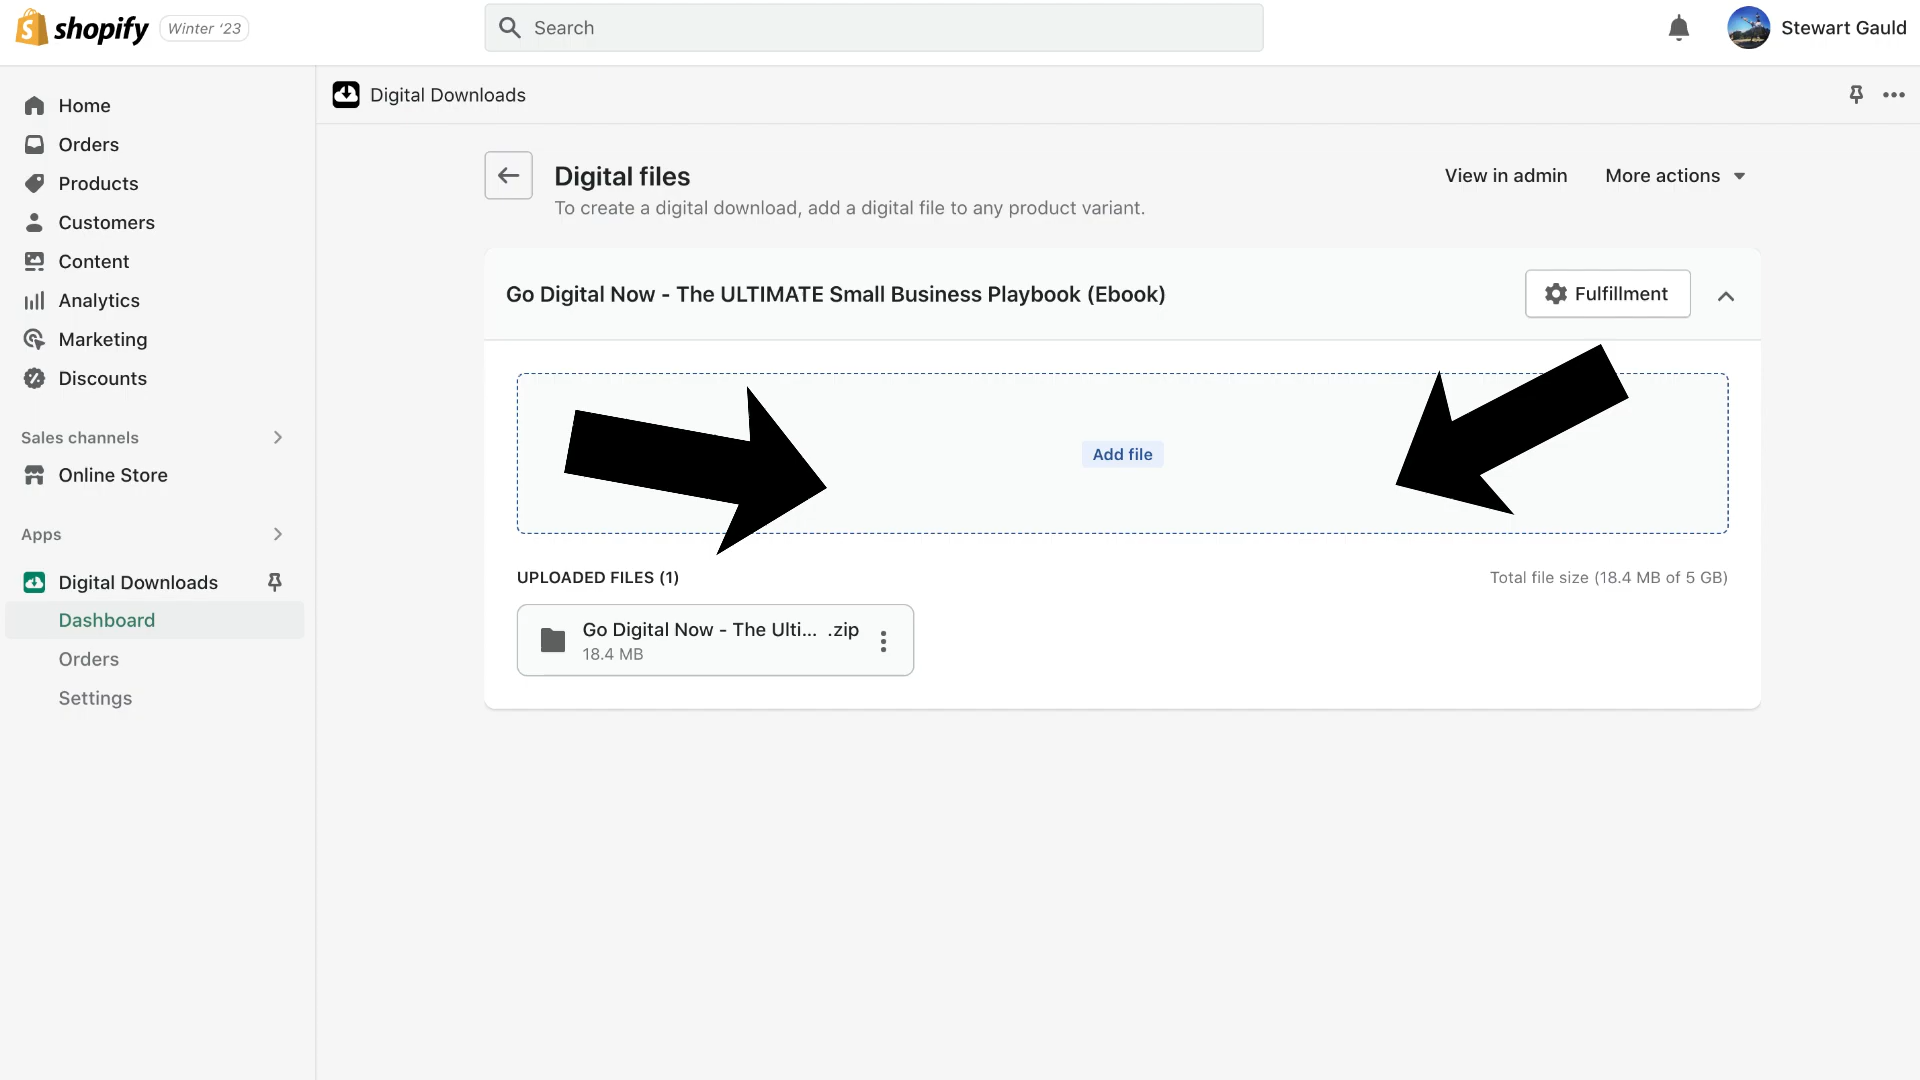 shopify
Winter ‘23
Search
Stewart Gauld
Home
Orders
Products
Customers
Content
Analytics
Marketing
Discounts
Sales channels
Online Store
Apps
Digital Downloads
Dashboard
Orders
Settings
Digital Downloads
Digital files
To create a digital download, add a digital file to any product variant.
View in admin
More actions
Go Digital Now - The ULTIMATE Small Business Playbook (Ebook)
Fulfillment
Add file
UPLOADED FILES (1)
Total file size (18.4 MB of 5 GB)
Go Digital Now - The Ulti... .zip
18.4 MB